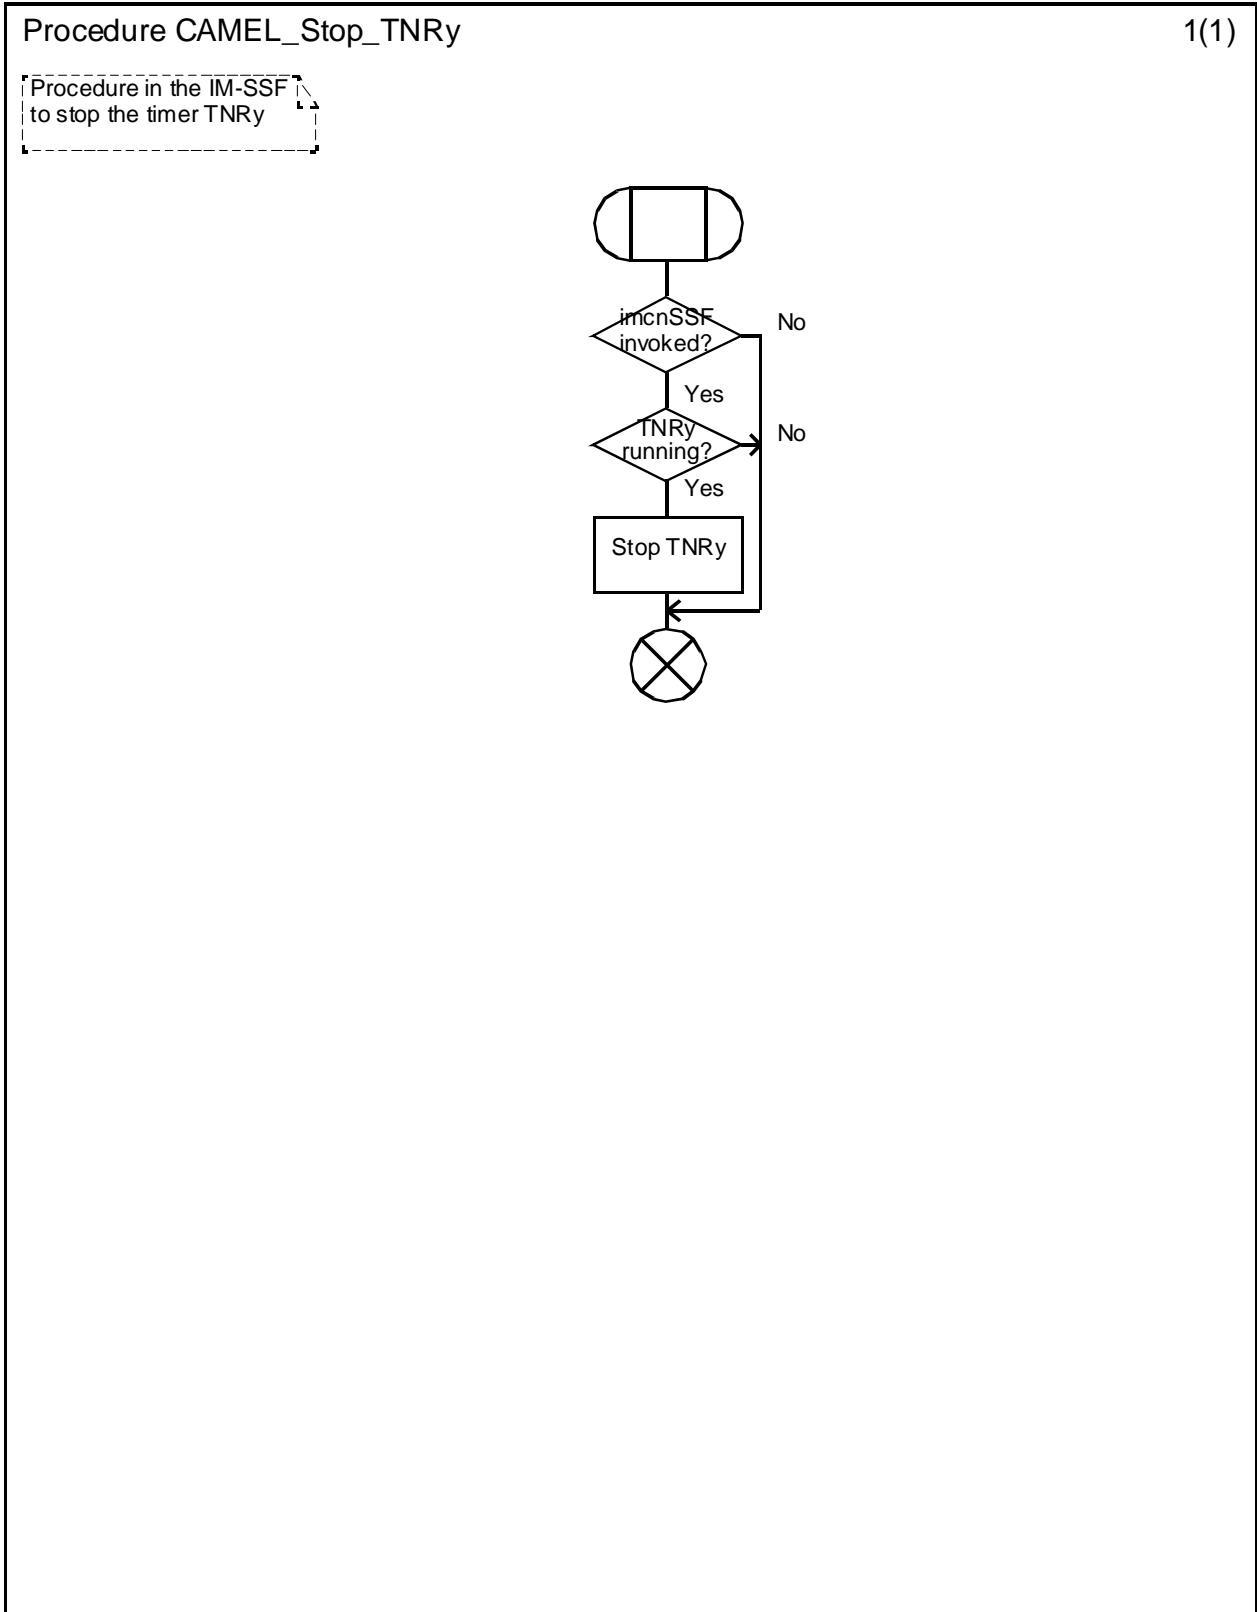 Procedure CAMEL_Stop_TNRy 1(1)
Procedure in the IM-SSF
to stop the timer TNRy
imcnSSF
invoked?
No
Yes
TNRy
running?
No
Yes
Stop TNRy